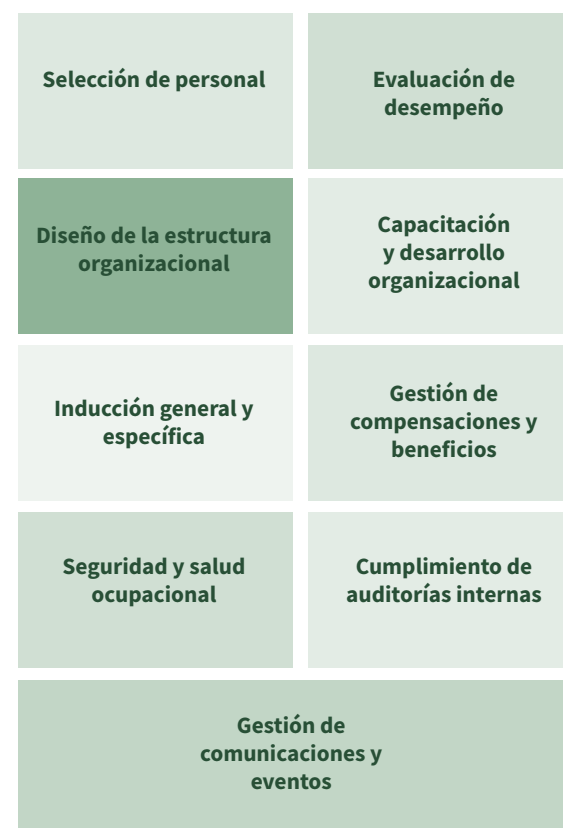 Selección de personal
Evaluación de
desempeño
Diseño de la estructura
organizacional
Capacitación
y desarrollo
organizacional
Inducción general y
específica
Gestión de
compensaciones y
beneficios
Seguridad y salud
ocupacional
Cumplimiento de
auditorías internas
Gestión de
comunicaciones y
eventos